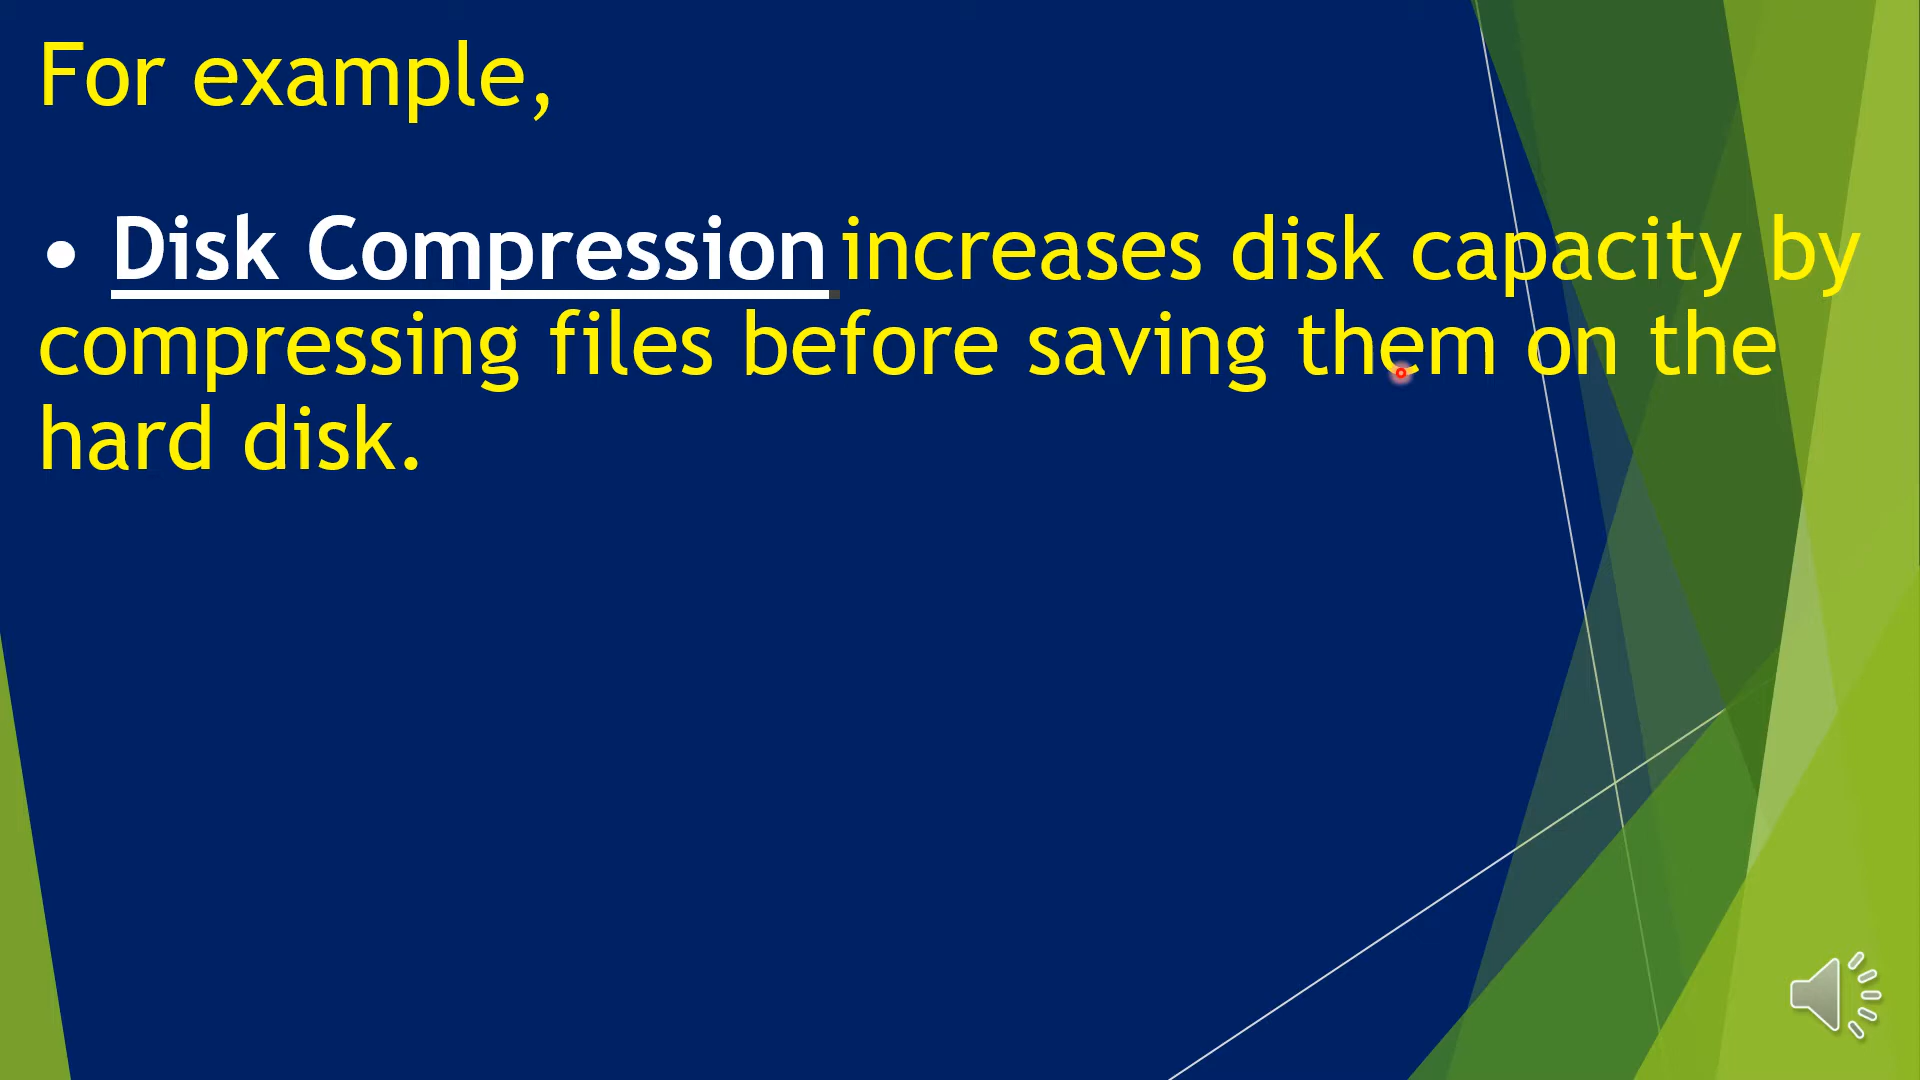 For example,
• Disk Compression increases disk capacity by
compressing files before saving them on the
hard disk.